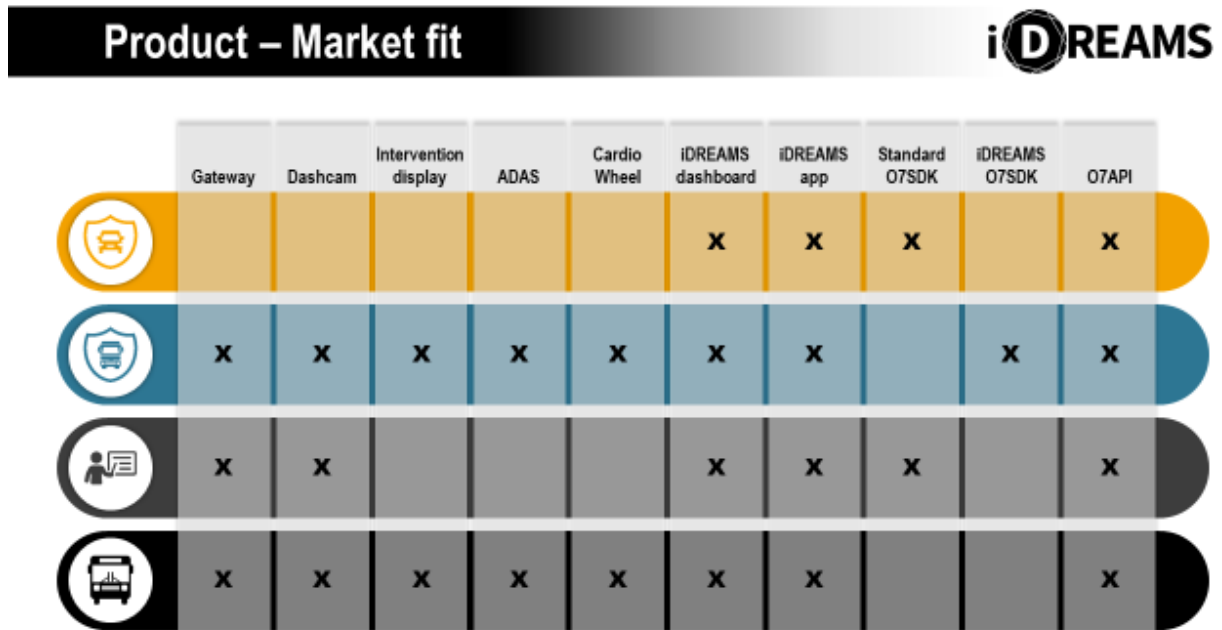 Product – Market fit
iDREAMS
Gateway
Dashcam
Intervention
display
ADAS
Cardio
Wheel
iDREAMS
dashboard
iDREAMS
app
Standard
O7SDK
iDREAMS
O7SDK
O7API
x x x x
x x x x x x x x x
x x x x x x
x x x x x x x x